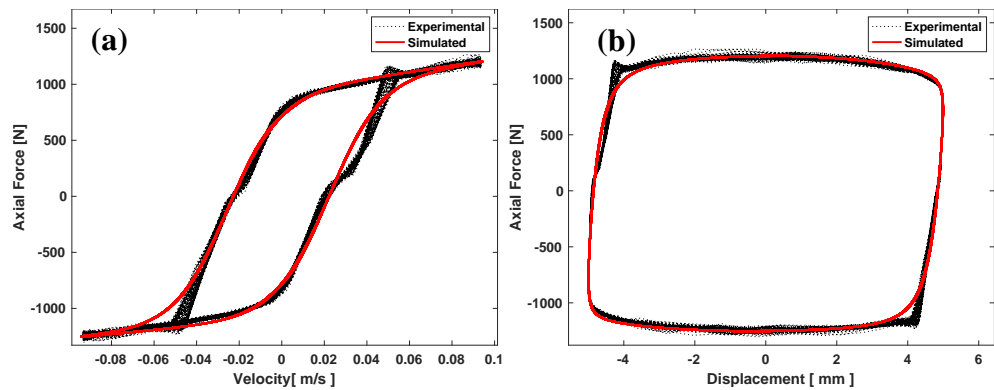 (a)
Experimental
Simulated
1500
1000
500
0
-500
-1000
Axial Force [N]
-0.08 -0.06 -0.04 -0.02 0 0.02 0.04 0.06 0.08 0.1
Velocity[ m/s ]
(b)
Experimental
Simulated
1500
1000
500
0
-500
-1000
Axial Force [N]
-4 -2 0 2 4 6
Displacement [ mm ]